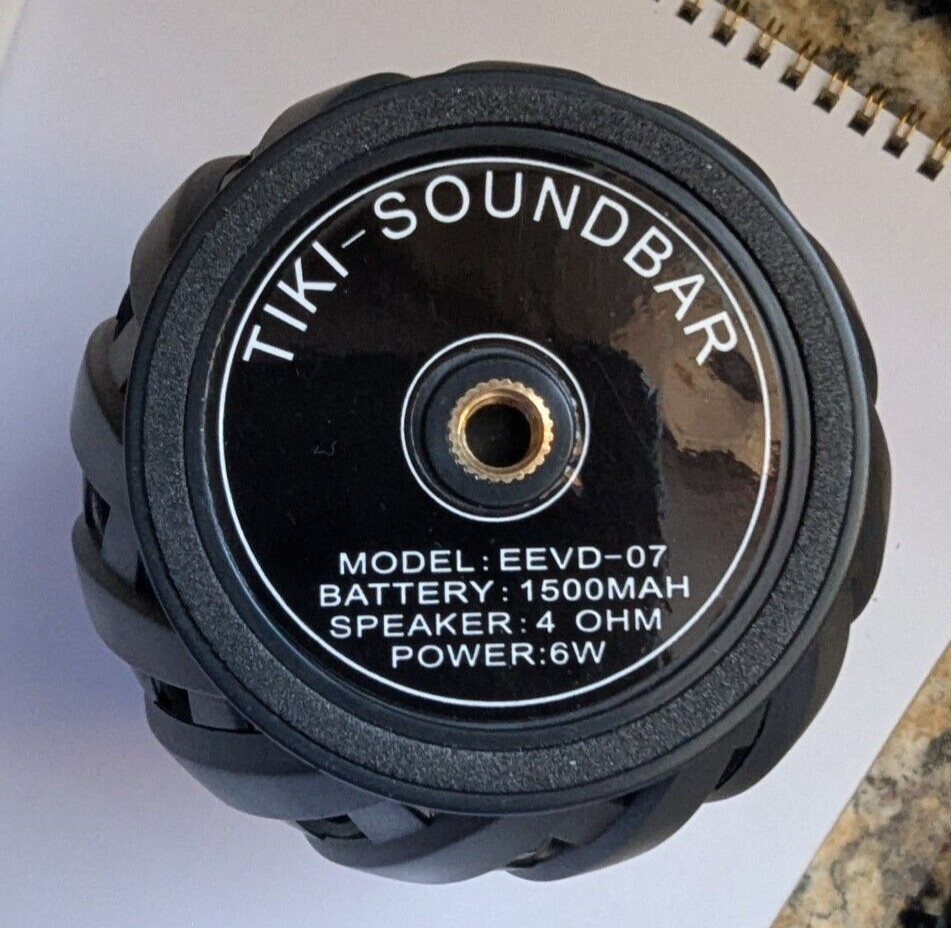 TIKI-SOUNDBAR
MODEL:EEVD-07
BATTERY:1500MAH
SPEAKER:4 OHM
POWER:6W